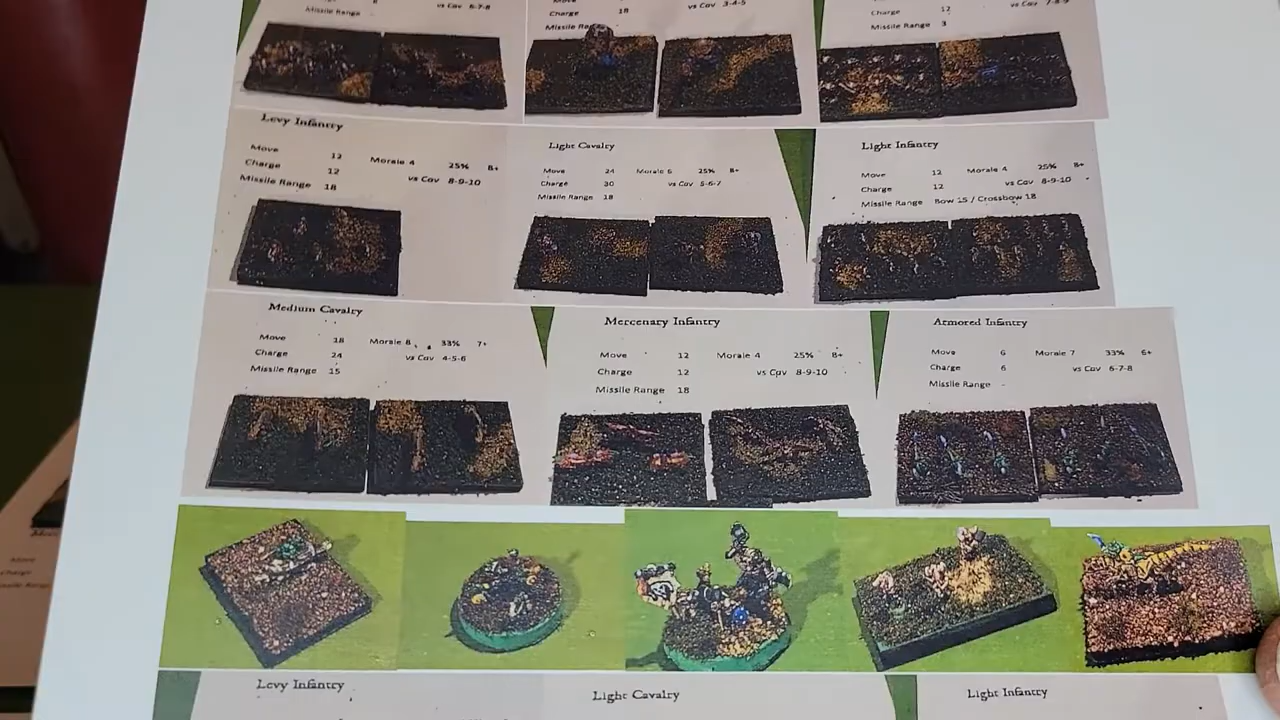 vs Cav 6-7-8
Missile Range -
vs Cav 3-4-5
Charge 18
Missile
Charge 12 vs Cav 7-8-9
Missile Range 3
Levy Infantry
Move 12 Morale 4 25% 8+
Charge 12 vs Cav 8-9-10
Missile Range 18
Light Cavalry
Move 24 Morale 6 25% 8+
Charge 30 vs Cav 5-6-7
Missile Range 18
Light Infantry
Move 12 Morale 4 25% 8+
Charge 12 vs Cav 8-9-10
Missile Range Bow 15 / Crossbow 18
Medium Cavalry
Move 18 Morale 8 33% 7+
Charge 24 vs Cav 4-5-6
Missile Range 15
Mercenary Infantry
Move 12 Morale 4 25% 8+
Charge 12 vs Cav 8-9-10
Missile Range 18
Armored Infantry
Move 6 Morale 7 33% 6+
Charge 6 vs Cav 6-7-8
Missile Range -
Levy Infantry
Light Cavalry
Light Infantry